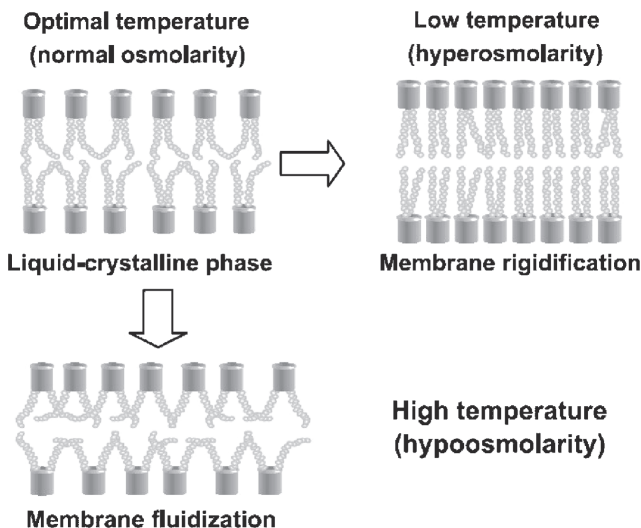 Optimal temperature
(normal osmolarity)
Low temperature
(hyperosmolarity)
Liquid-crystalline phase
Membrane rigidification
High temperature
(hypoosmolarity)
Membrane fluidization